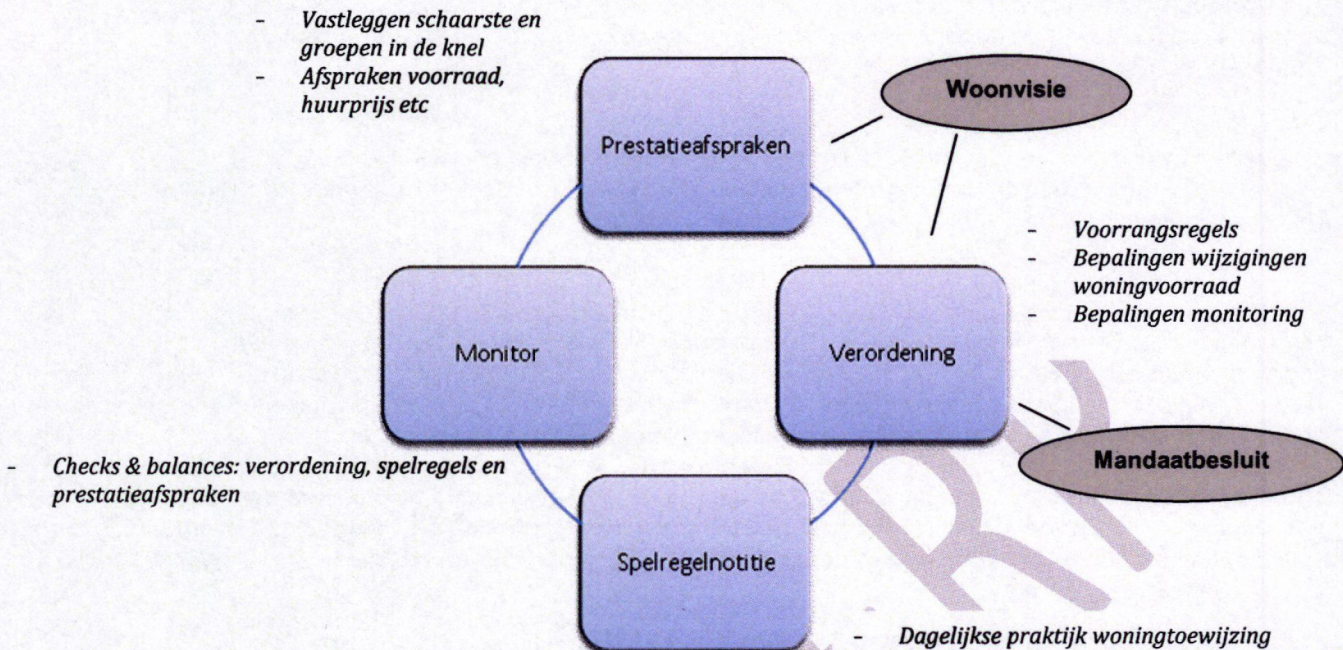 - Vastleggen schaarste en
groepen in de knel
- Afspraken voorraad,
huurprijs etc
Prestatieafspraken
Woonvisie
- Voorrangsregels
- Bepalingen wijzigingen
woningvoorraad
- Bepalingen monitoring
Monitor
Verordening
Mandaatbesluit
- Checks & balances: verordening, spelregels en
prestatieafspraken
Spelregelnotitie
- Dagelijkse praktijk woningtoewijzing